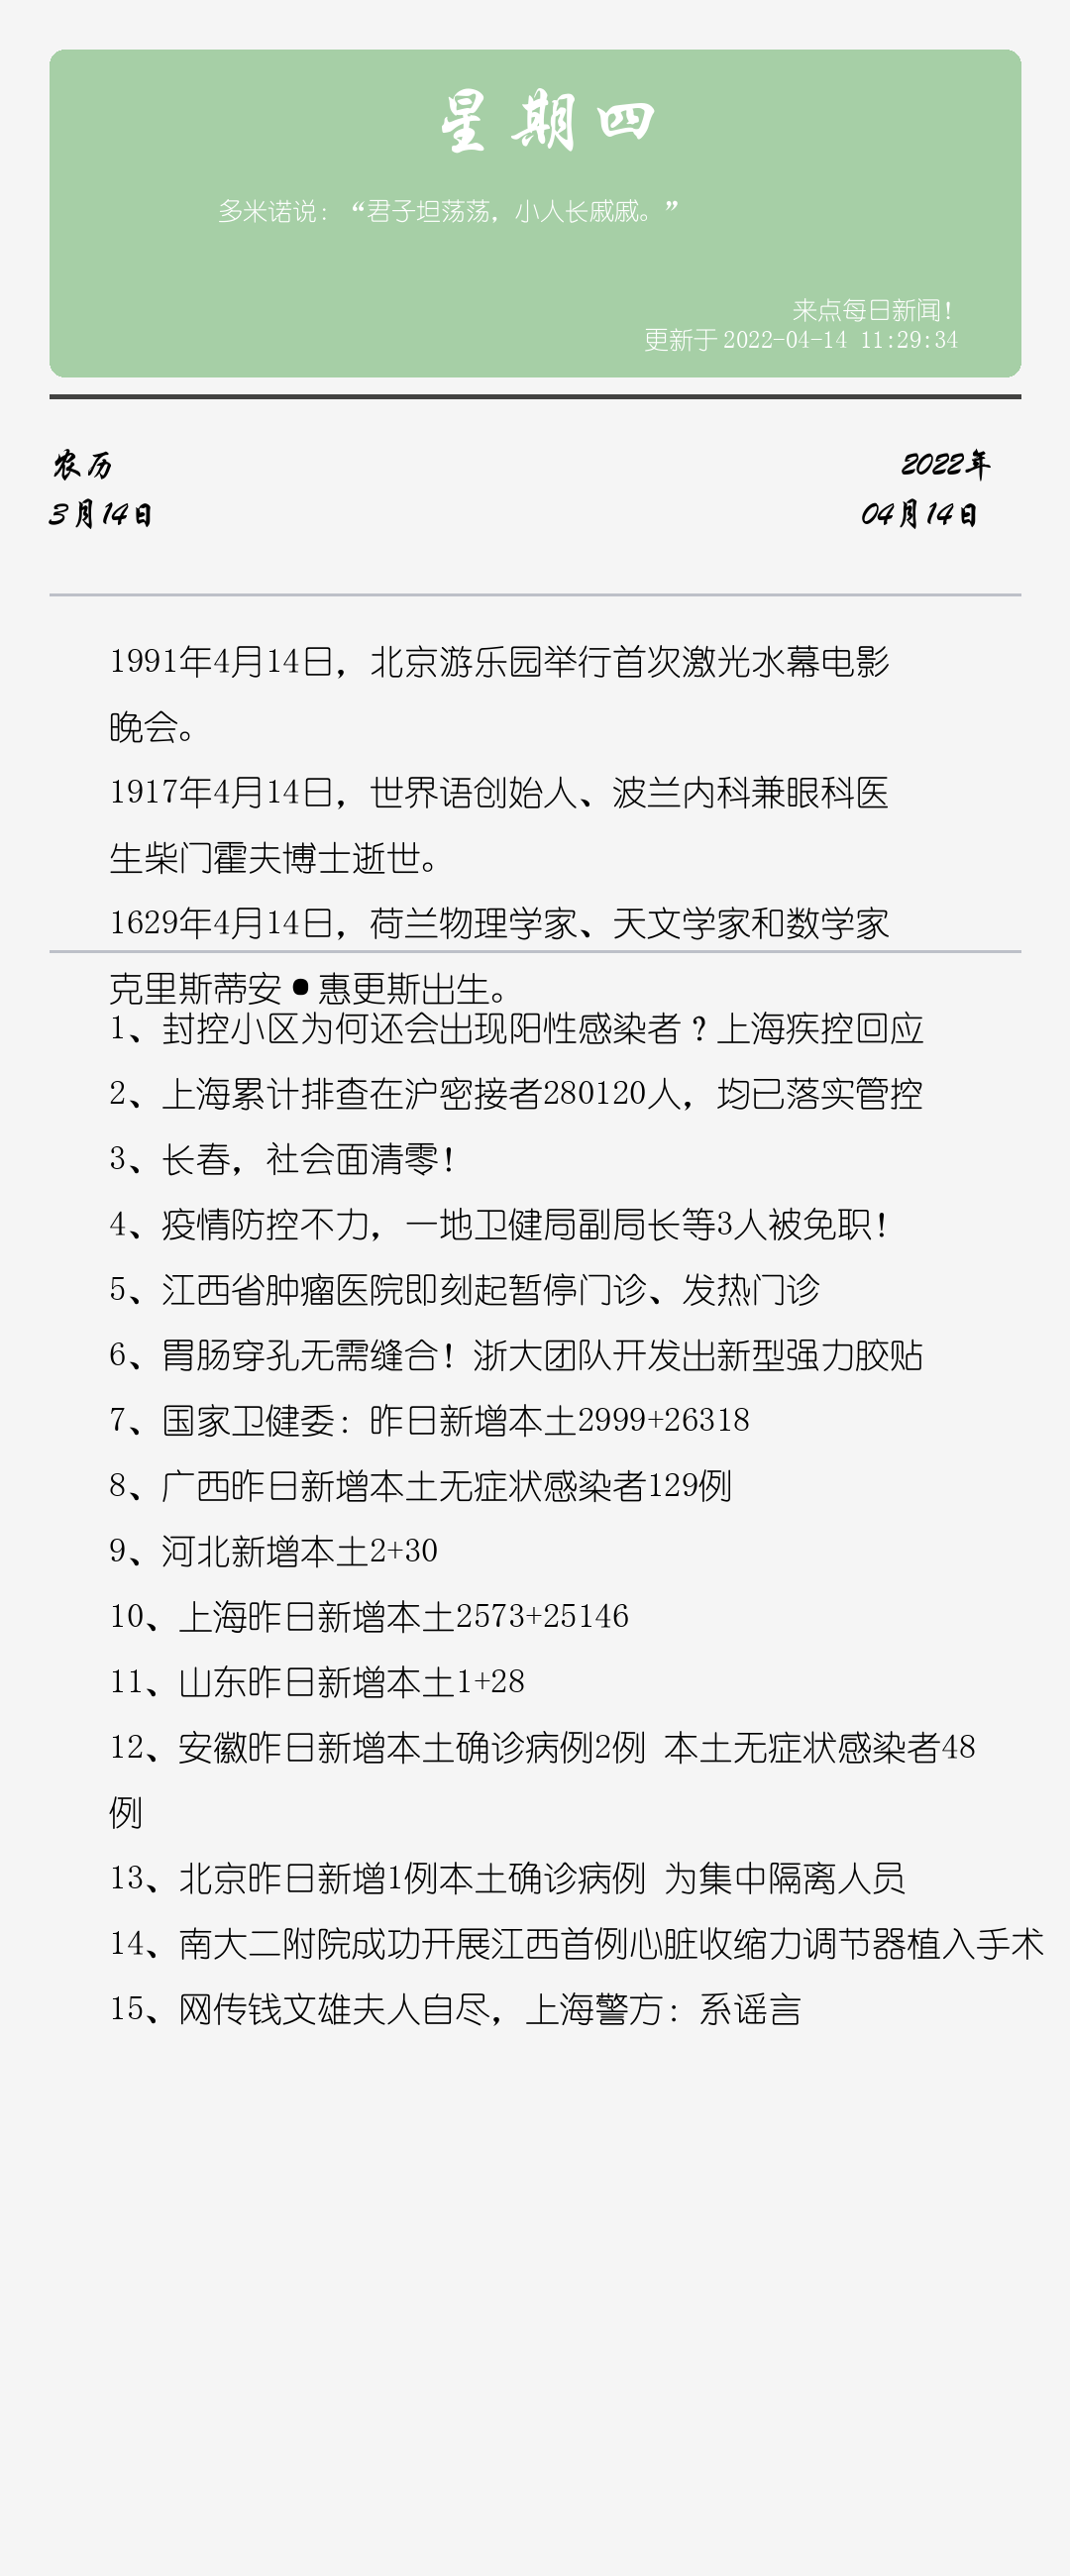 星期四
多米诺说：“君子坦荡荡，小人长戚戚。”
来点每日新闻！
更新于 2022-04-14 11:29:34
农历
2022年
3月14日
04月14日
1991年4月14日，北京游乐园举行首次激光水幕电影
晚会。
1917年4月14日，世界语创始人、波兰内科兼眼科医
生柴门霍夫博士逝世。
1629年4月14日，荷兰物理学家、天文学家和数学家
克里斯蒂安•惠更斯出生。
1、封控小区为何还会出现阳性感染者？上海疾控回应
2、上海累计排查在沪密接者280120人，均已落实管控
3、长春，社会面清零！
4、疫情防控不力，一地卫健局副局长等3人被免职！
5、江西省肿瘤医院即刻起暂停门诊、发热门诊
6、胃肠穿孔无需缝合！浙大团队开发出新型强力胶贴
7、国家卫健委：昨日新增本土2999+26318
8、广西昨日新增本土无症状感染者129例
9、河北新增本土2+30
10、上海昨日新增本土2573+25146
11、山东昨日新增本土1+28
12、安徽昨日新增本土确诊病例2例 本土无症状感染者48
例
13、北京昨日新增1例本土确诊病例 为集中隔离人员
14、南大二附院成功开展江西首例心脏收缩力调节器植入手术
15、网传钱文雄夫人自尽，上海警方：系谣言